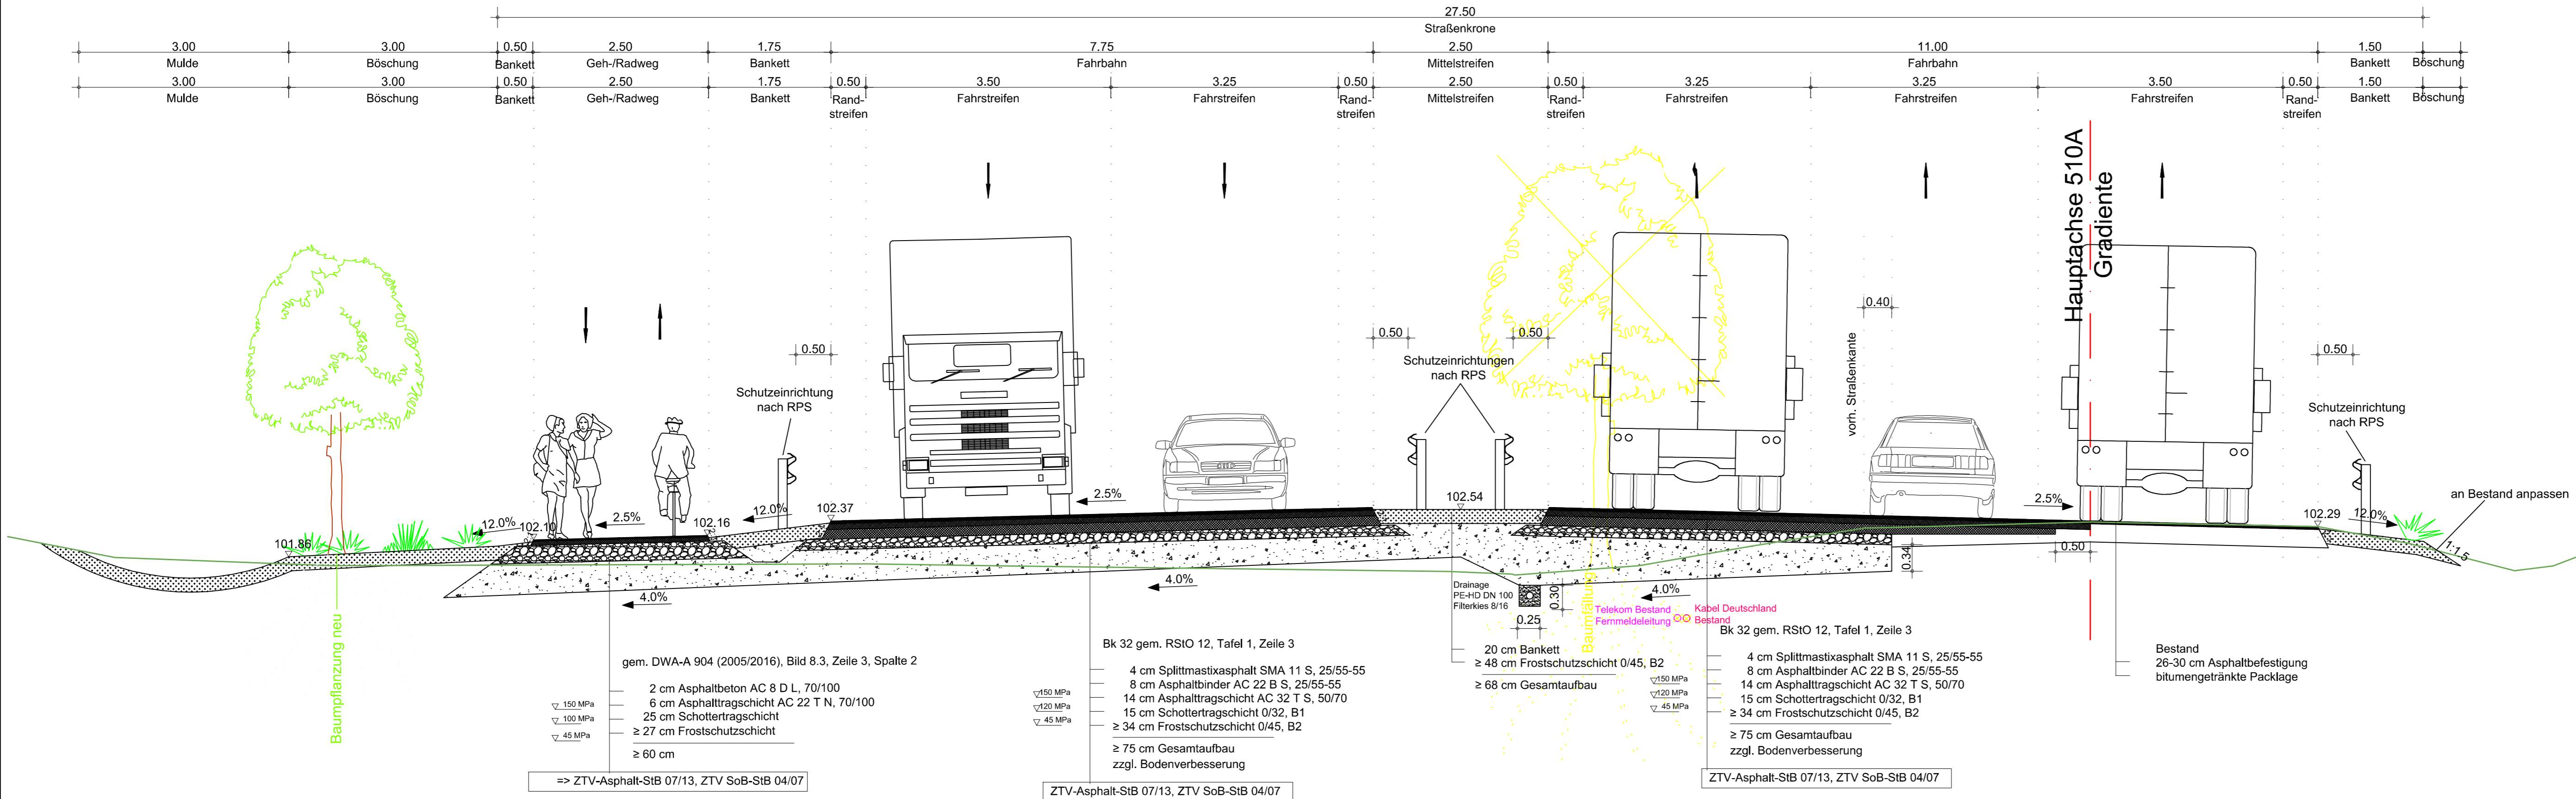 27.50
Straßenkrone
3.00 3.00 0.50 2.50 1.75 7.75 2.50 11.00 1.50
Mulde Böschung Bankett Geh-/Radweg Bankett Fahrbahn Mittelstreifen Fahrbahn Bankett Böschung
3.00 3.00 0.50 2.50 1.75 0.50 3.50 3.25 0.50 2.50 0.50 3.25 3.25 3.50 0.50 1.50
Mulde Böschung Bankett Geh-/Radweg Bankett Rand- Fahrstreifen Fahrstreifen Rand- Mittelstreifen Rand- Fahrstreifen Fahrstreifen Fahrstreifen Rand- Bankett Böschung
streifen streifen streifen streifen
Hauptachse 510A
Gradiente
0.40
vorh. Straßenkante
0.50
0.50
0.50
0.50
Schutzeinrichtung
nach RPS
Schutzeinrichtungen
nach RPS
Schutzeinrichtung
nach RPS
an Bestand anpassen
101.86
12.0%
102.10
2.5%
102.16
12.0%
102.37
2.5%
102.54
2.5%
102.29
12.0%
1:1.5
0.50
0.34
4.0%
4.0%
4.0%
Drainage
PE-HD DN 100
Filterkies 8/16
0.30
0.25
Baumfällung
Telekom Bestand
Fernmeldeleitung
Kabel Deutschland
Bestand
Baumpflanzung neu
gem. DWA-A 904 (2005/2016), Bild 8.3, Zeile 3, Spalte 2
2 cm Asphaltbeton AC 8 D L, 70/100
150 MPa 6 cm Asphalttragschicht AC 22 T N, 70/100
100 MPa 25 cm Schottertragschicht
45 MPa ≥ 27 cm Frostschutzschicht
≥ 60 cm
=> ZTV-Asphalt-StB 07/13, ZTV SoB-StB 04/07
Bk 32 gem. RStO 12, Tafel 1, Zeile 3
4 cm Splittmastixasphalt SMA 11 S, 25/55-55
8 cm Asphaltbinder AC 22 B S, 25/55-55
150 MPa 14 cm Asphalttragschicht AC 32 T S, 50/70
120 MPa 15 cm Schottertragschicht 0/32, B1
45 MPa ≥ 34 cm Frostschutzschicht 0/45, B2
≥ 75 cm Gesamtaufbau
zzgl. Bodenverbesserung
ZTV-Asphalt-StB 07/13, ZTV SoB-StB 04/07
20 cm Bankett
≥ 48 cm Frostschutzschicht 0/45, B2
≥ 68 cm Gesamtaufbau
Bk 32 gem. RStO 12, Tafel 1, Zeile 3
4 cm Splittmastixasphalt SMA 11 S, 25/55-55
8 cm Asphaltbinder AC 22 B S, 25/55-55
150 MPa 14 cm Asphalttragschicht AC 32 T S, 50/70
120 MPa 15 cm Schottertragschicht 0/32, B1
45 MPa ≥ 34 cm Frostschutzschicht 0/45, B2
≥ 75 cm Gesamtaufbau
zzgl. Bodenverbesserung
ZTV-Asphalt-StB 07/13, ZTV SoB-StB 04/07
Bestand
26-30 cm Asphaltbefestigung
bitumengetränkte Packlage